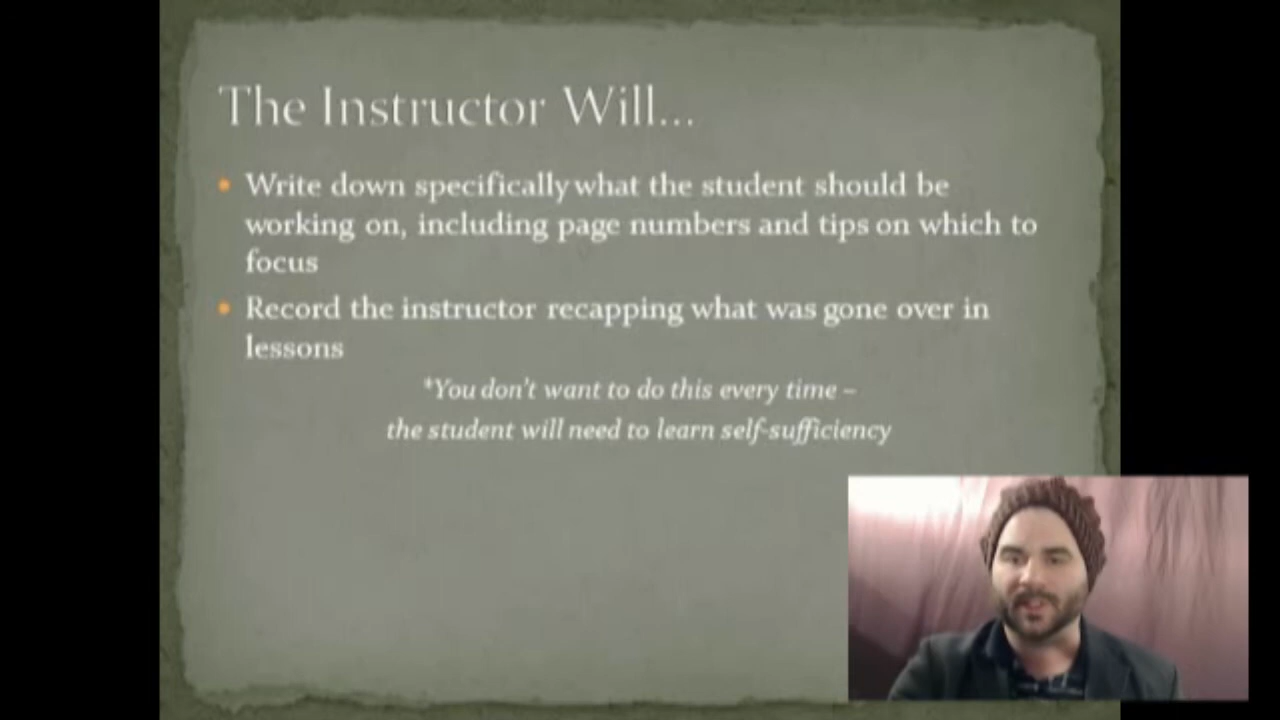 The Instructor Will...
Write down specifically what the student should be
working on, including page numbers and tips on which to
focus
Record the instructor recapping what was gone over in
lessons
*You don't want to do this every time –
the student will need to learn self-sufficiency